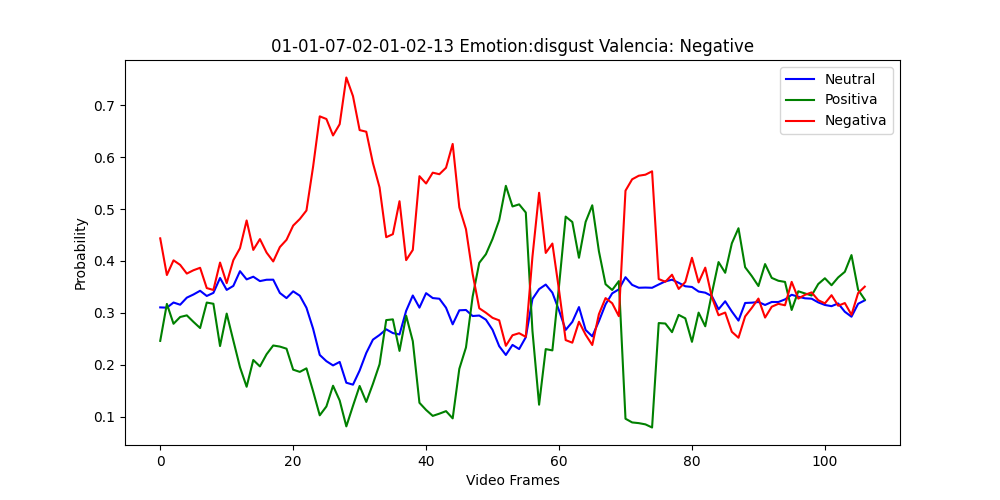 01-01-07-02-01-02-13 Emotion:disgust Valencia: Negative
Neutral
Positiva
Negativa
Probability
0.7
0.6
0.5
0.4
0.3
0.2
0.1
0 20 40 60 80 100
Video Frames